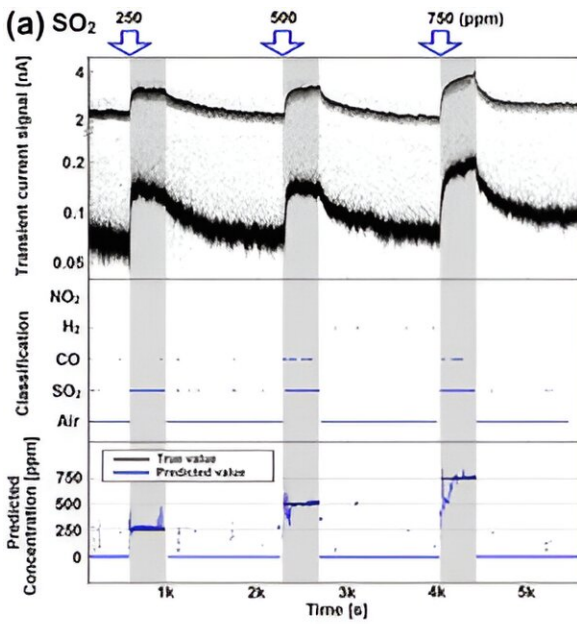 (a) SO₂ 250 500 750 (ppm)
Transient current signal [nA]
4
2
0.2
0.1
0.05
Classification
NO₂
H₂
CO
SO₂
Air
Predicted
Concentration [ppm]
True value
Predicted value
750
500
250
0
1k 2k 3k 4k 5k
Time [s]